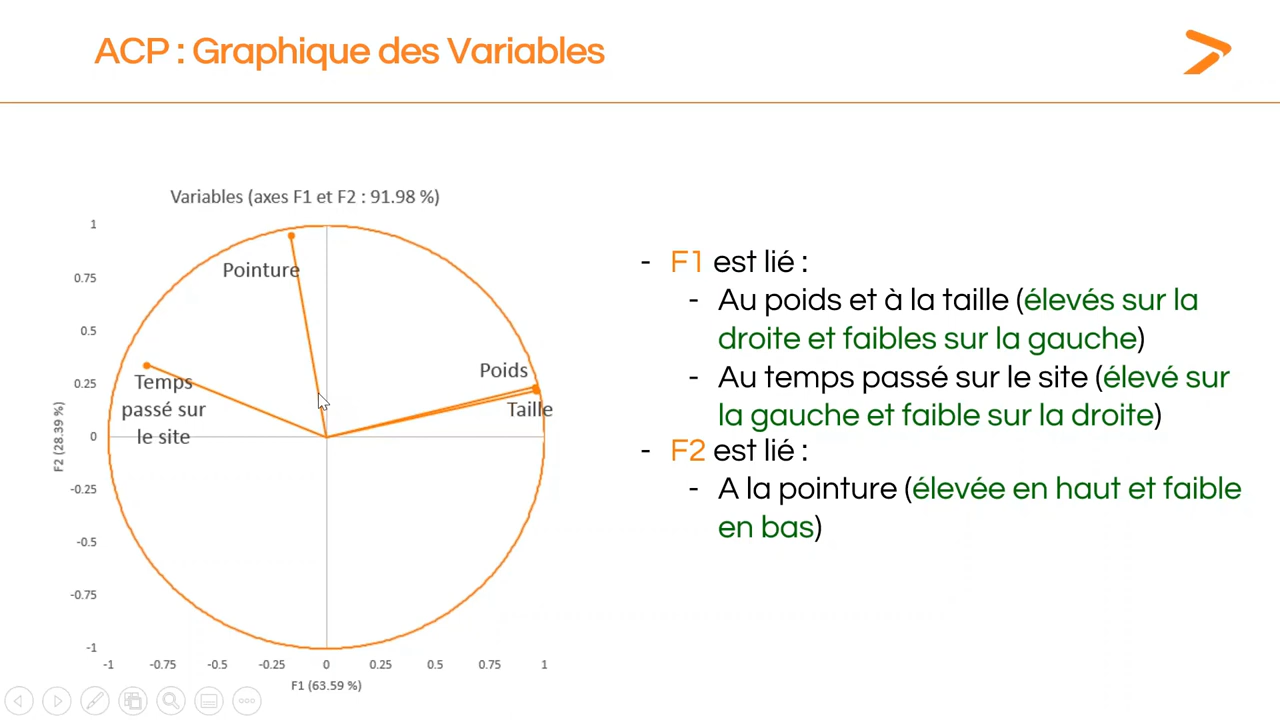 ACP : Graphique des Variables
Variables (axes F1 et F2 : 91.98 %)
1
0.75
0.5
0.25
0
-0.25
-0.5
-0.75
-1
F2 (28.39 %)
Pointure
Temps
passé sur
le site
Poids
Taille
-1
-0.75
-0.5
-0.25
0
0.25
0.5
0.75
1
F1 (63.59 %)
- F1 est lié :
- Au poids et à la taille (élevés sur la
droite et faibles sur la gauche)
- Au temps passé sur le site (élevé sur
la gauche et faible sur la droite)
- F2 est lié :
- A la pointure (élevée en haut et faible
en bas)